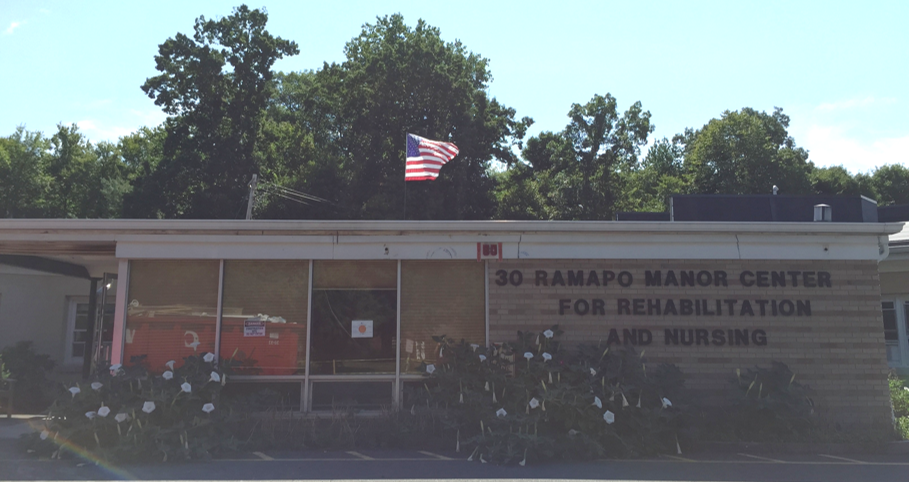 30 RAMAPO MANOR CENTER
FOR REHABILITATION
AND NURSING